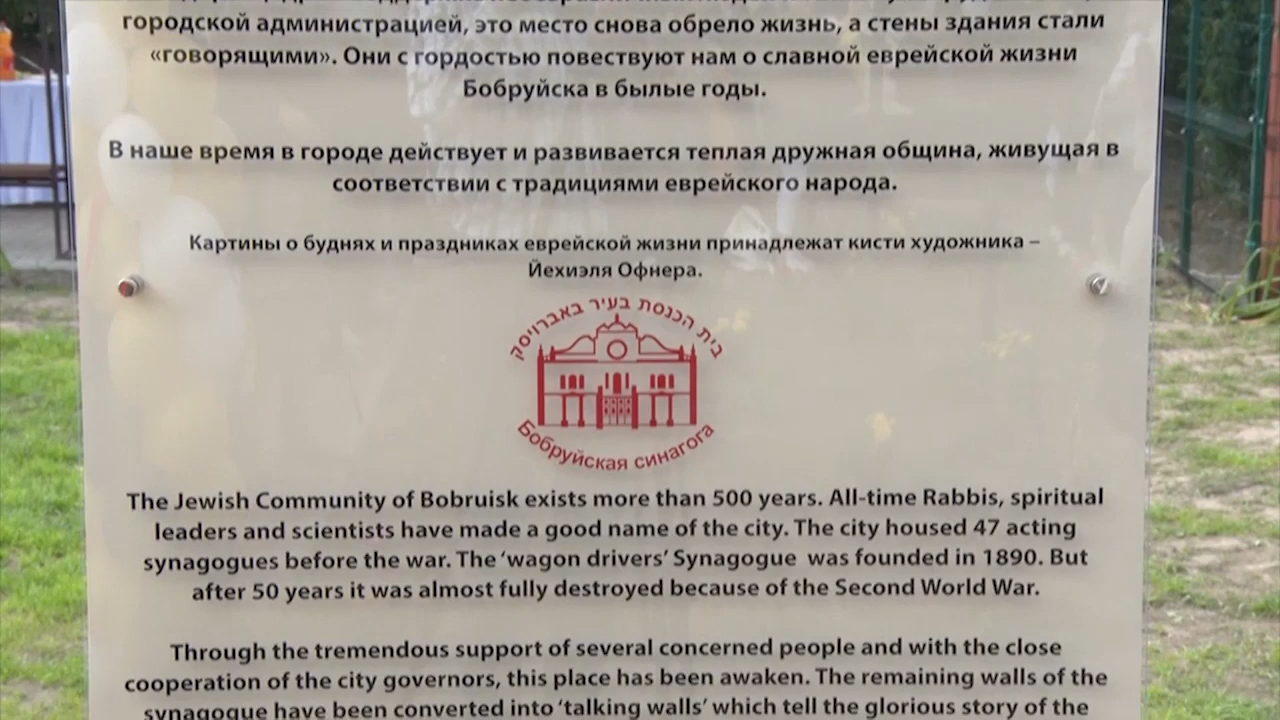 городской администрацией, это место снова обрело жизнь, а стены здания стали
«говорящими». Они с гордостью повествуют нам о славной еврейской жизни
Бобруйска в былые годы.
В наше время в городе действует и развивается теплая дружная община, живущая в
соответствии с традициями еврейского народа.
Картины о буднях и праздниках еврейской жизни принадлежат кисти художника –
Йехиэля Офнера.
בית הכנסת בעיר באברויסק
Бобруйская синагога
The Jewish Community of Bobruisk exists more than 500 years. All-time Rabbis, spiritual
leaders and scientists have made a good name of the city. The city housed 47 acting
synagogues before the war. The ‘wagon drivers’ Synagogue was founded in 1890. But
after 50 years it was almost fully destroyed because of the Second World War.
Through the tremendous support of several concerned people and with the close
cooperation of the city governors, this place has been awaken. The remaining walls of the
synagogue have been converted into ‘talking walls’ which tell the glorious story of the